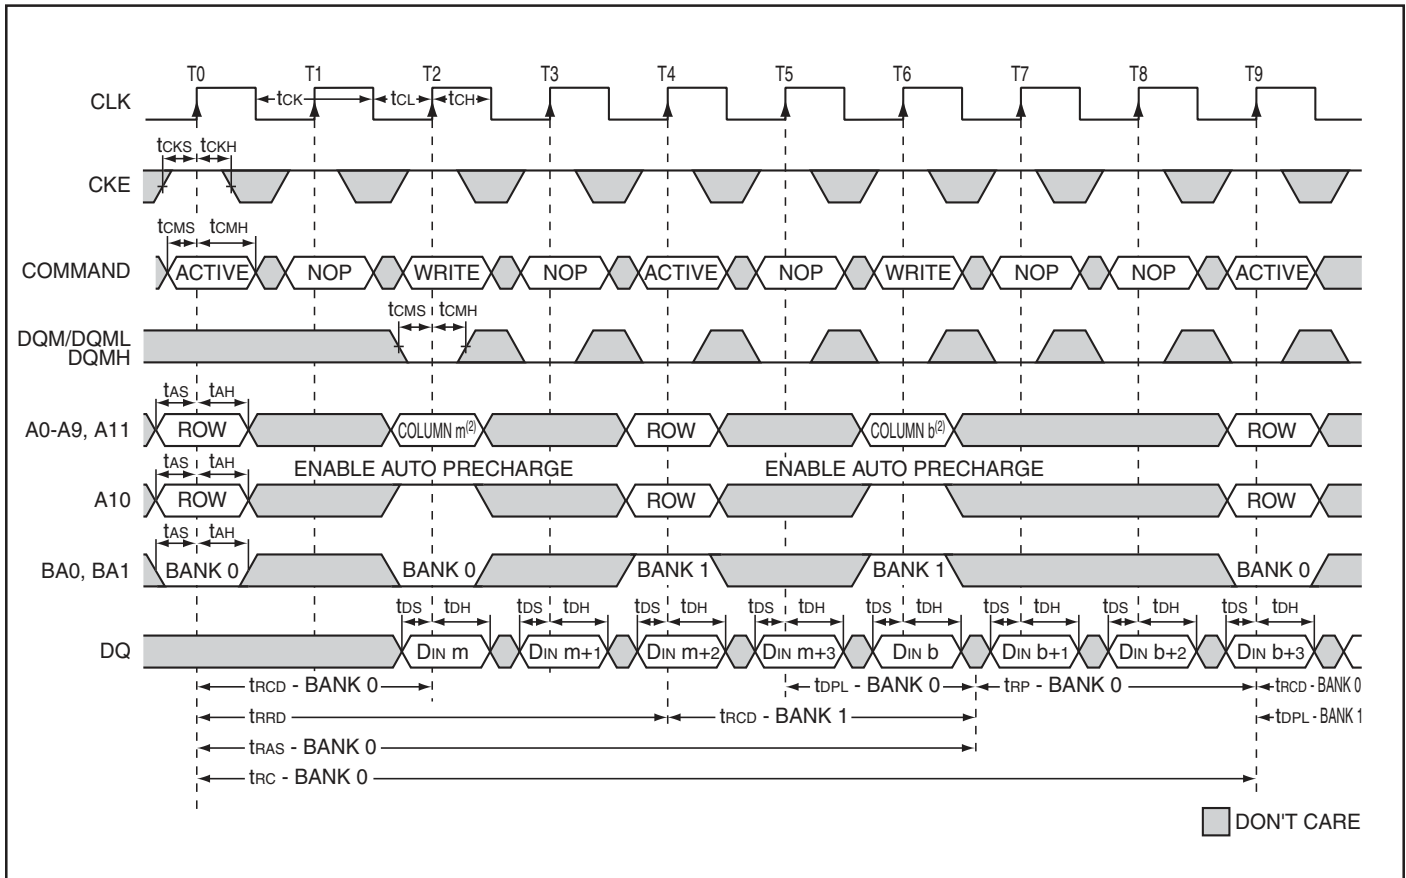 T0 T1 T2 T3 T4 T5 T6 T7 T8 T9
CLK tCK tCL tCH
tCKS tCKH
CKE
tCMS tCMH
COMMAND ACTIVE NOP WRITE NOP ACTIVE NOP WRITE NOP NOP ACTIVE
tCMS tCMH
DQM/DQML
DQMH
tAS tAH
A0-A9, A11 ROW COLUMN m(2) ROW COLUMN b(2) ROW
tAS tAH ENABLE AUTO PRECHARGE ENABLE AUTO PRECHARGE
A10 ROW ROW ROW
tAS tAH
BA0, BA1 BANK 0 BANK 0 BANK 1 BANK 1 BANK 0
tDS tDH tDS tDH tDS tDH tDS tDH tDS tDH tDS tDH tDS tDH tDS tDH
DQ DIN m DIN m+1 DIN m+2 DIN m+3 DIN b DIN b+1 DIN b+2 DIN b+3
tRCD - BANK 0 tDPL - BANK 0 tRP - BANK 0 tRCD - BANK 0
tRRD tRCD - BANK 1 tDPL - BANK 1
tRAS - BANK 0
tRC - BANK 0
DON'T CARE